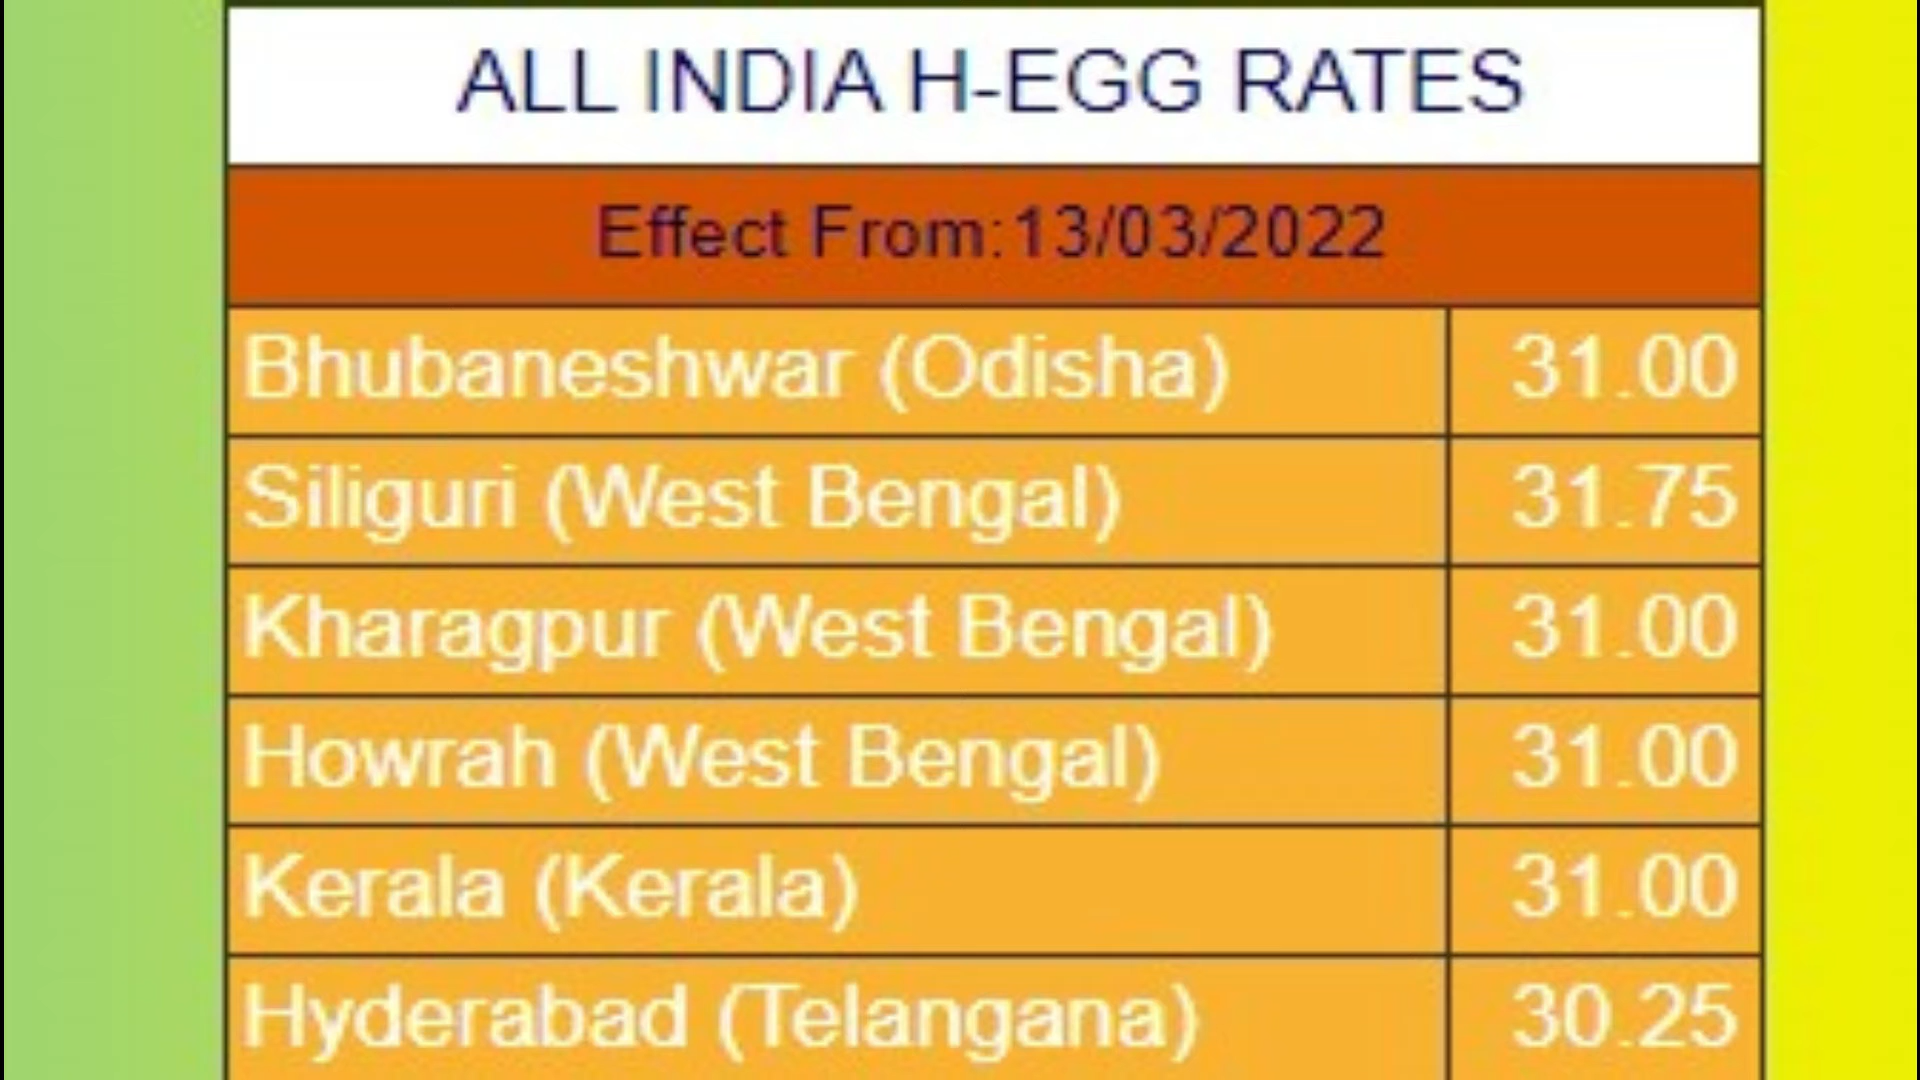 ALL INDIA H-EGG RATES
Effect From:13/03/2022
Bhubaneshwar (Odisha) 31.00
Siliguri (West Bengal) 31.75
Kharagpur (West Bengal) 31.00
Howrah (West Bengal) 31.00
Kerala (Kerala) 31.00
Hyderabad (Telangana) 30.25